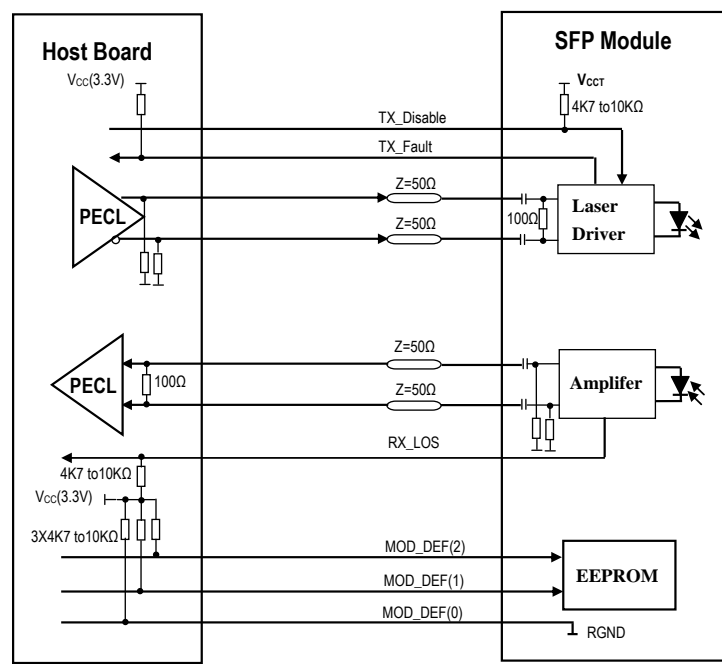 Host Board
SFP Module
VCC(3.3V)
VCCT
4K7 to10KΩ
TX_Disable
TX_Fault
Z=50Ω
PECL
100Ω
Laser
Driver
Z=50Ω
Z=50Ω
PECL
100Ω
Z=50Ω
Amplifer
RX_LOS
4K7 to10KΩ
VCC(3.3V)
3X4K7 to10KΩ
MOD_DEF(2)
EEPROM
MOD_DEF(1)
MOD_DEF(0)
RGND